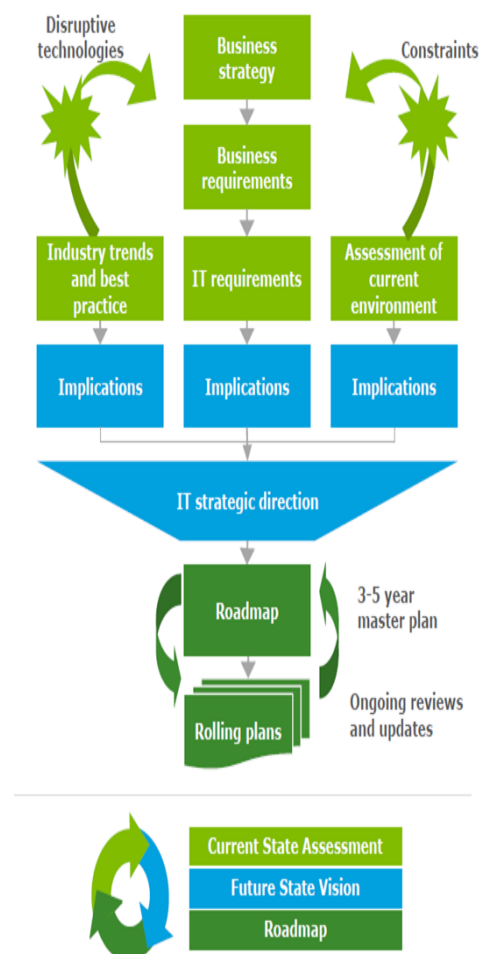 Disruptive
technologies
Business
strategy
Constraints
Business
requirements
Industry trends
and best
practice
IT requirements
Assessment of
current
environment
Implications
Implications
Implications
IT strategic direction
Roadmap
3-5 year
master plan
Rolling plans
Ongoing reviews
and updates
Current State Assessment
Future State Vision
Roadmap